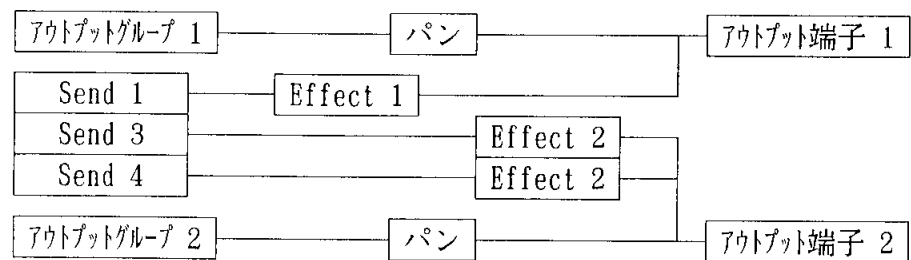 ｱｳﾄﾌﾟｯﾄｸﾞﾙｰﾌﾟ 1 パン ｱｳﾄﾌﾟｯﾄ端子 1
Send 1 Effect 1
Send 3 Effect 2
Send 4 Effect 2
ｱｳﾄﾌﾟｯﾄｸﾞﾙｰﾌﾟ 2 パン ｱｳﾄﾌﾟｯﾄ端子 2